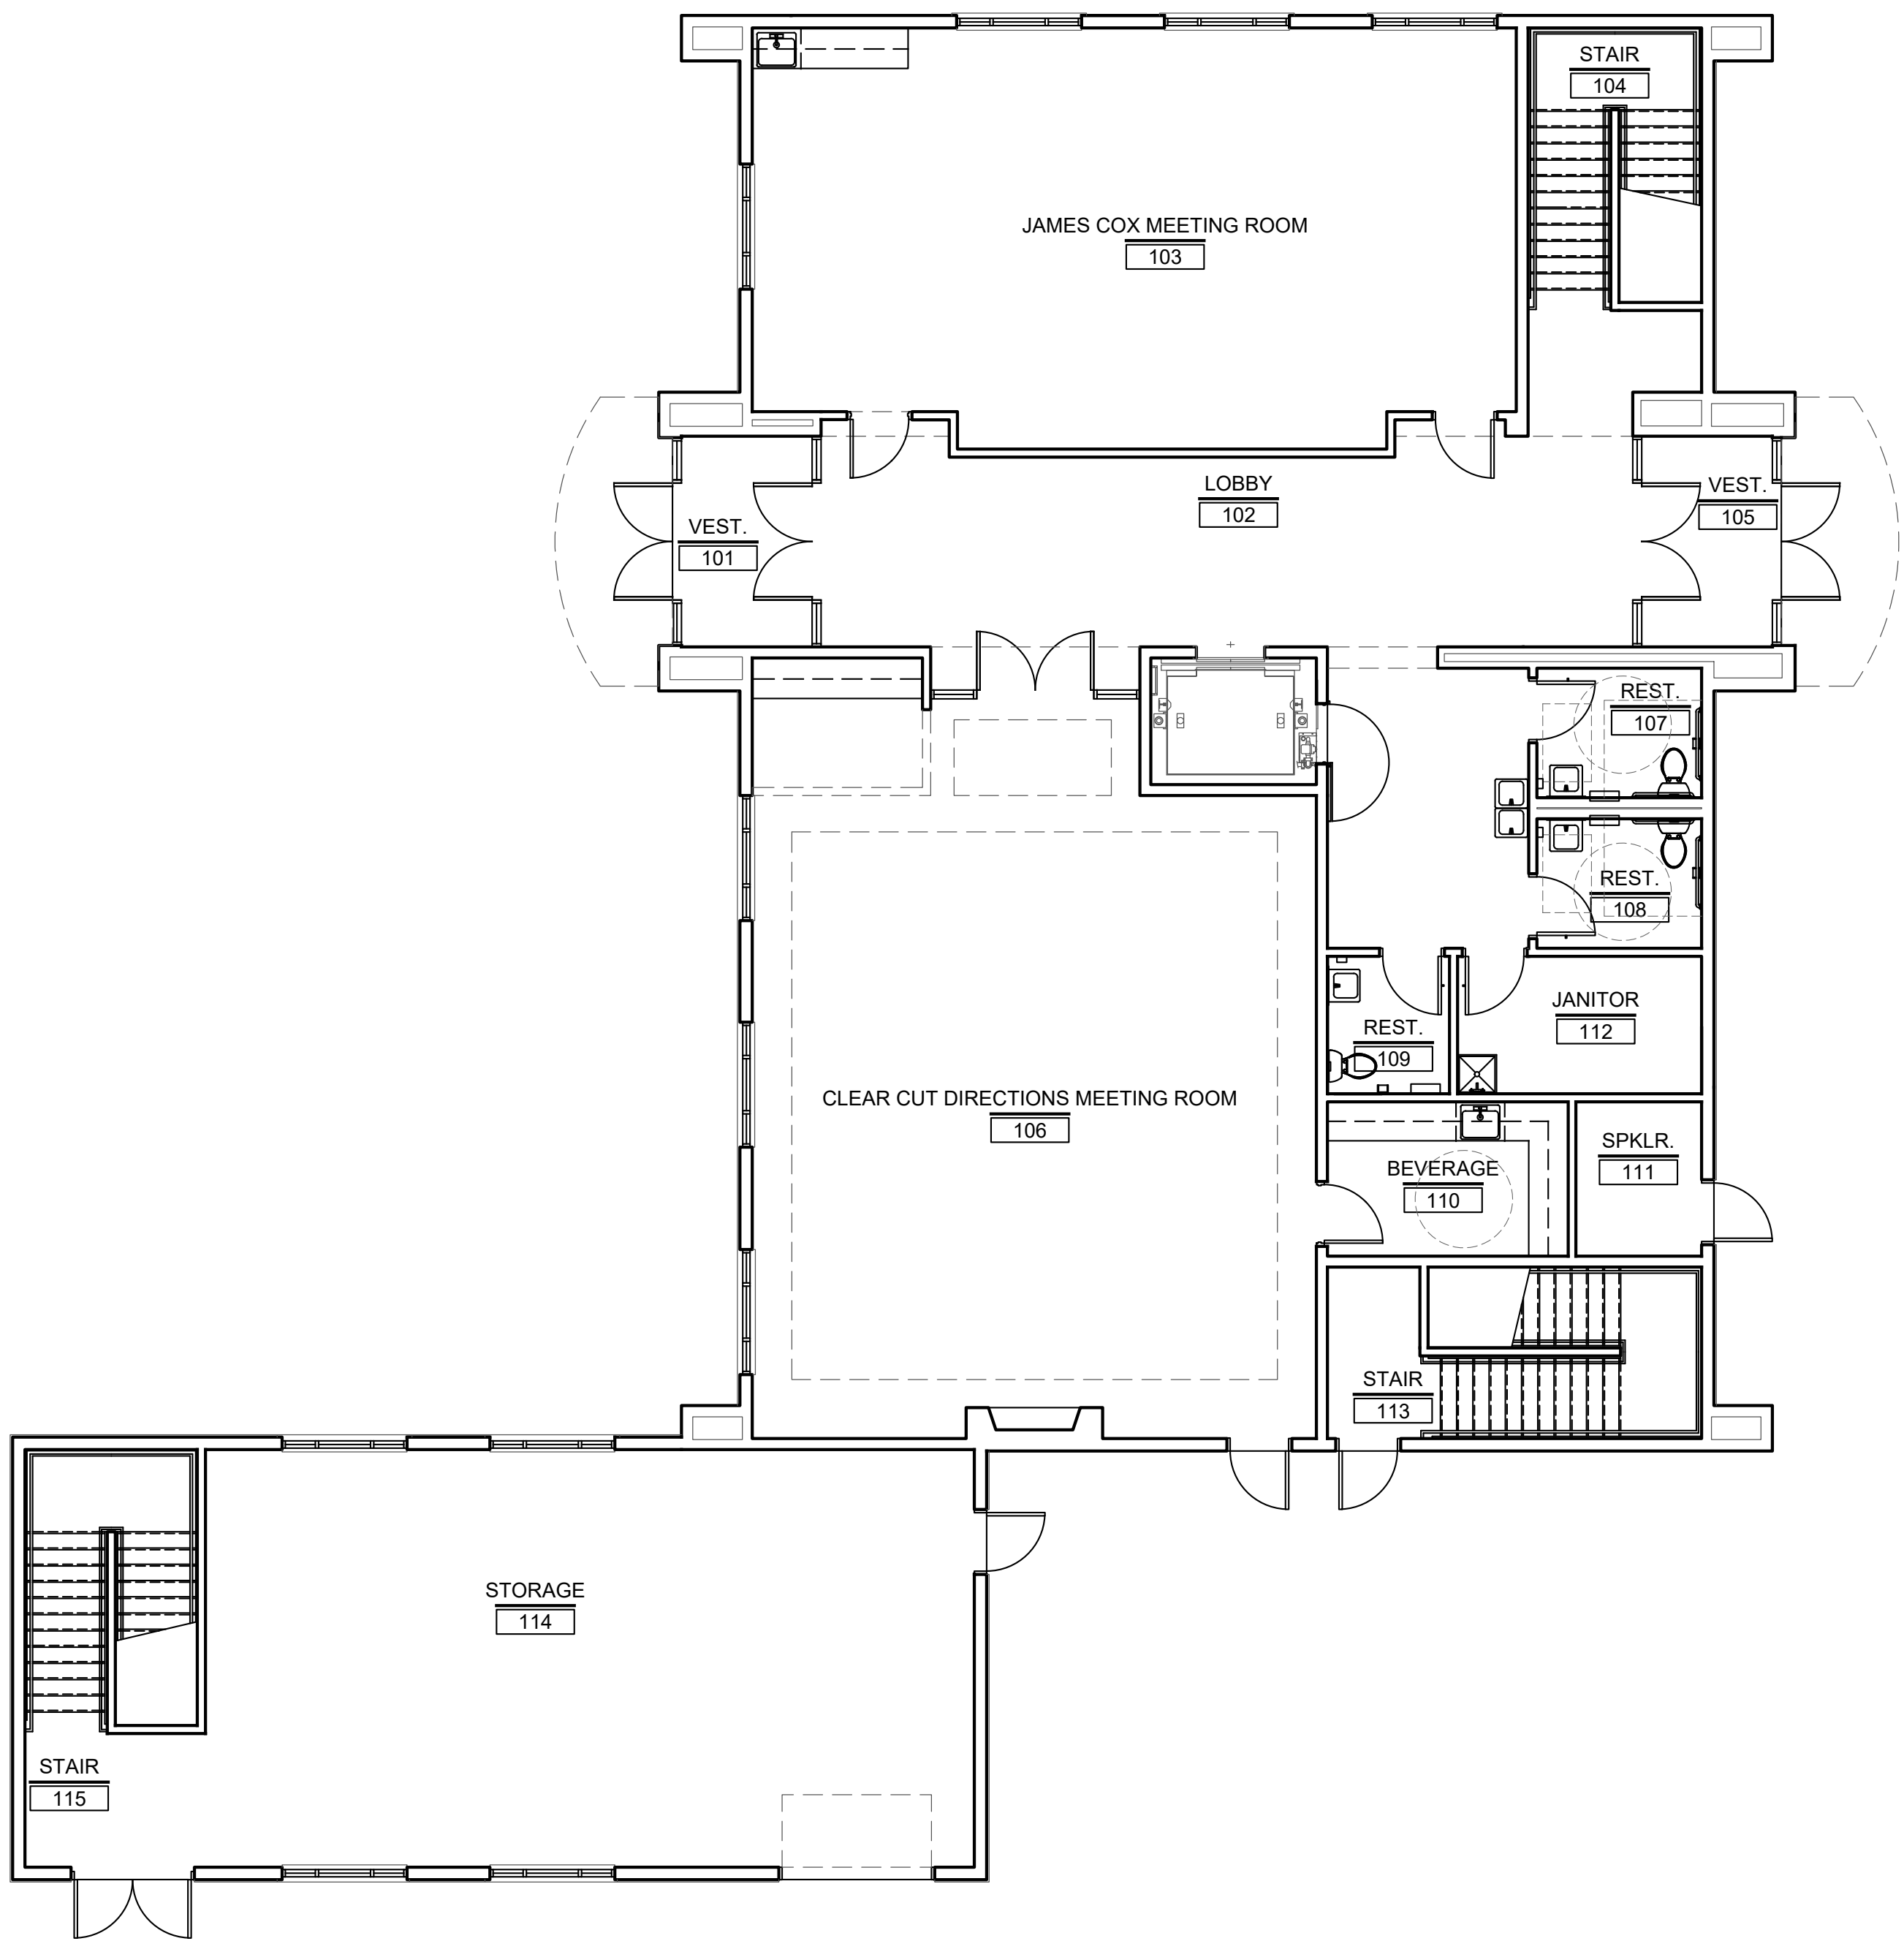 STAIR
104
JAMES COX MEETING ROOM
103
LOBBY
102
VEST.
105
VEST.
101
REST.
107
REST.
108
JANITOR
112
REST.
109
CLEAR CUT DIRECTIONS MEETING ROOM
106
SPKLR.
111
BEVERAGE
110
STAIR
113
STORAGE
114
STAIR
115